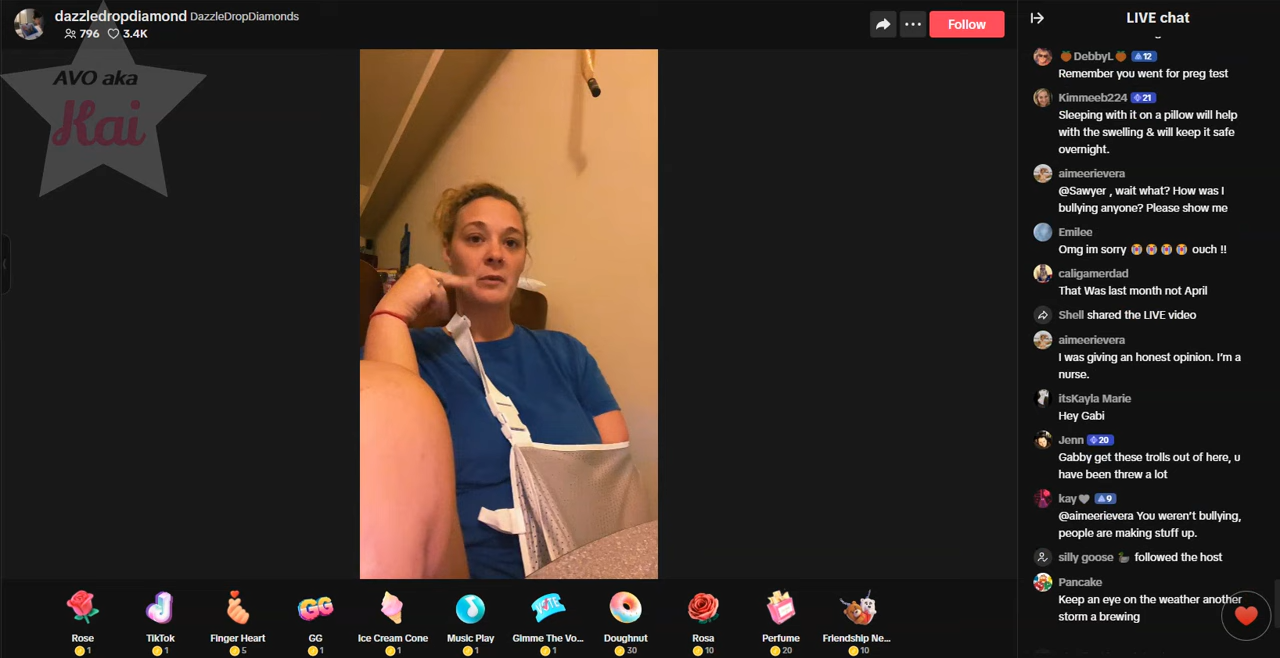 dazzledropdiamond DazzleDropDiamonds
796 3.4K
AVO aka
Kai
Follow
LIVE chat
DebbyL 12
Remember you went for preg test
Kimmeeb224 21
Sleeping with it on a pillow will help
with the swelling & will keep it safe
overnight.
aimeerievera
@Sawyer , wait what? How was I
bullying anyone? Please show me
Emilee
Omg im sorry 😭 😭 😭 😭 ouch !!
caligamerdad
That Was last month not April
Shell shared the LIVE video
aimeerievera
I was giving an honest opinion. I'm a
nurse.
itsKayla Marie
Hey Gabi
Jenn 20
Gabby get these trolls out of here, u
have been threw a lot
kay 9
@aimeerievera You weren't bullying,
people are making stuff up.
silly goose followed the host
Pancake
Keep an eye on the weather another
storm a brewing
GG
VOTE
Rose
TikTok
Finger Heart
GG
Ice Cream Cone
Music Play
Gimme The Vo...
Doughnut
Rosa
Perfume
Friendship Ne...
1
1
5
1
1
1
1
30
10
20
10